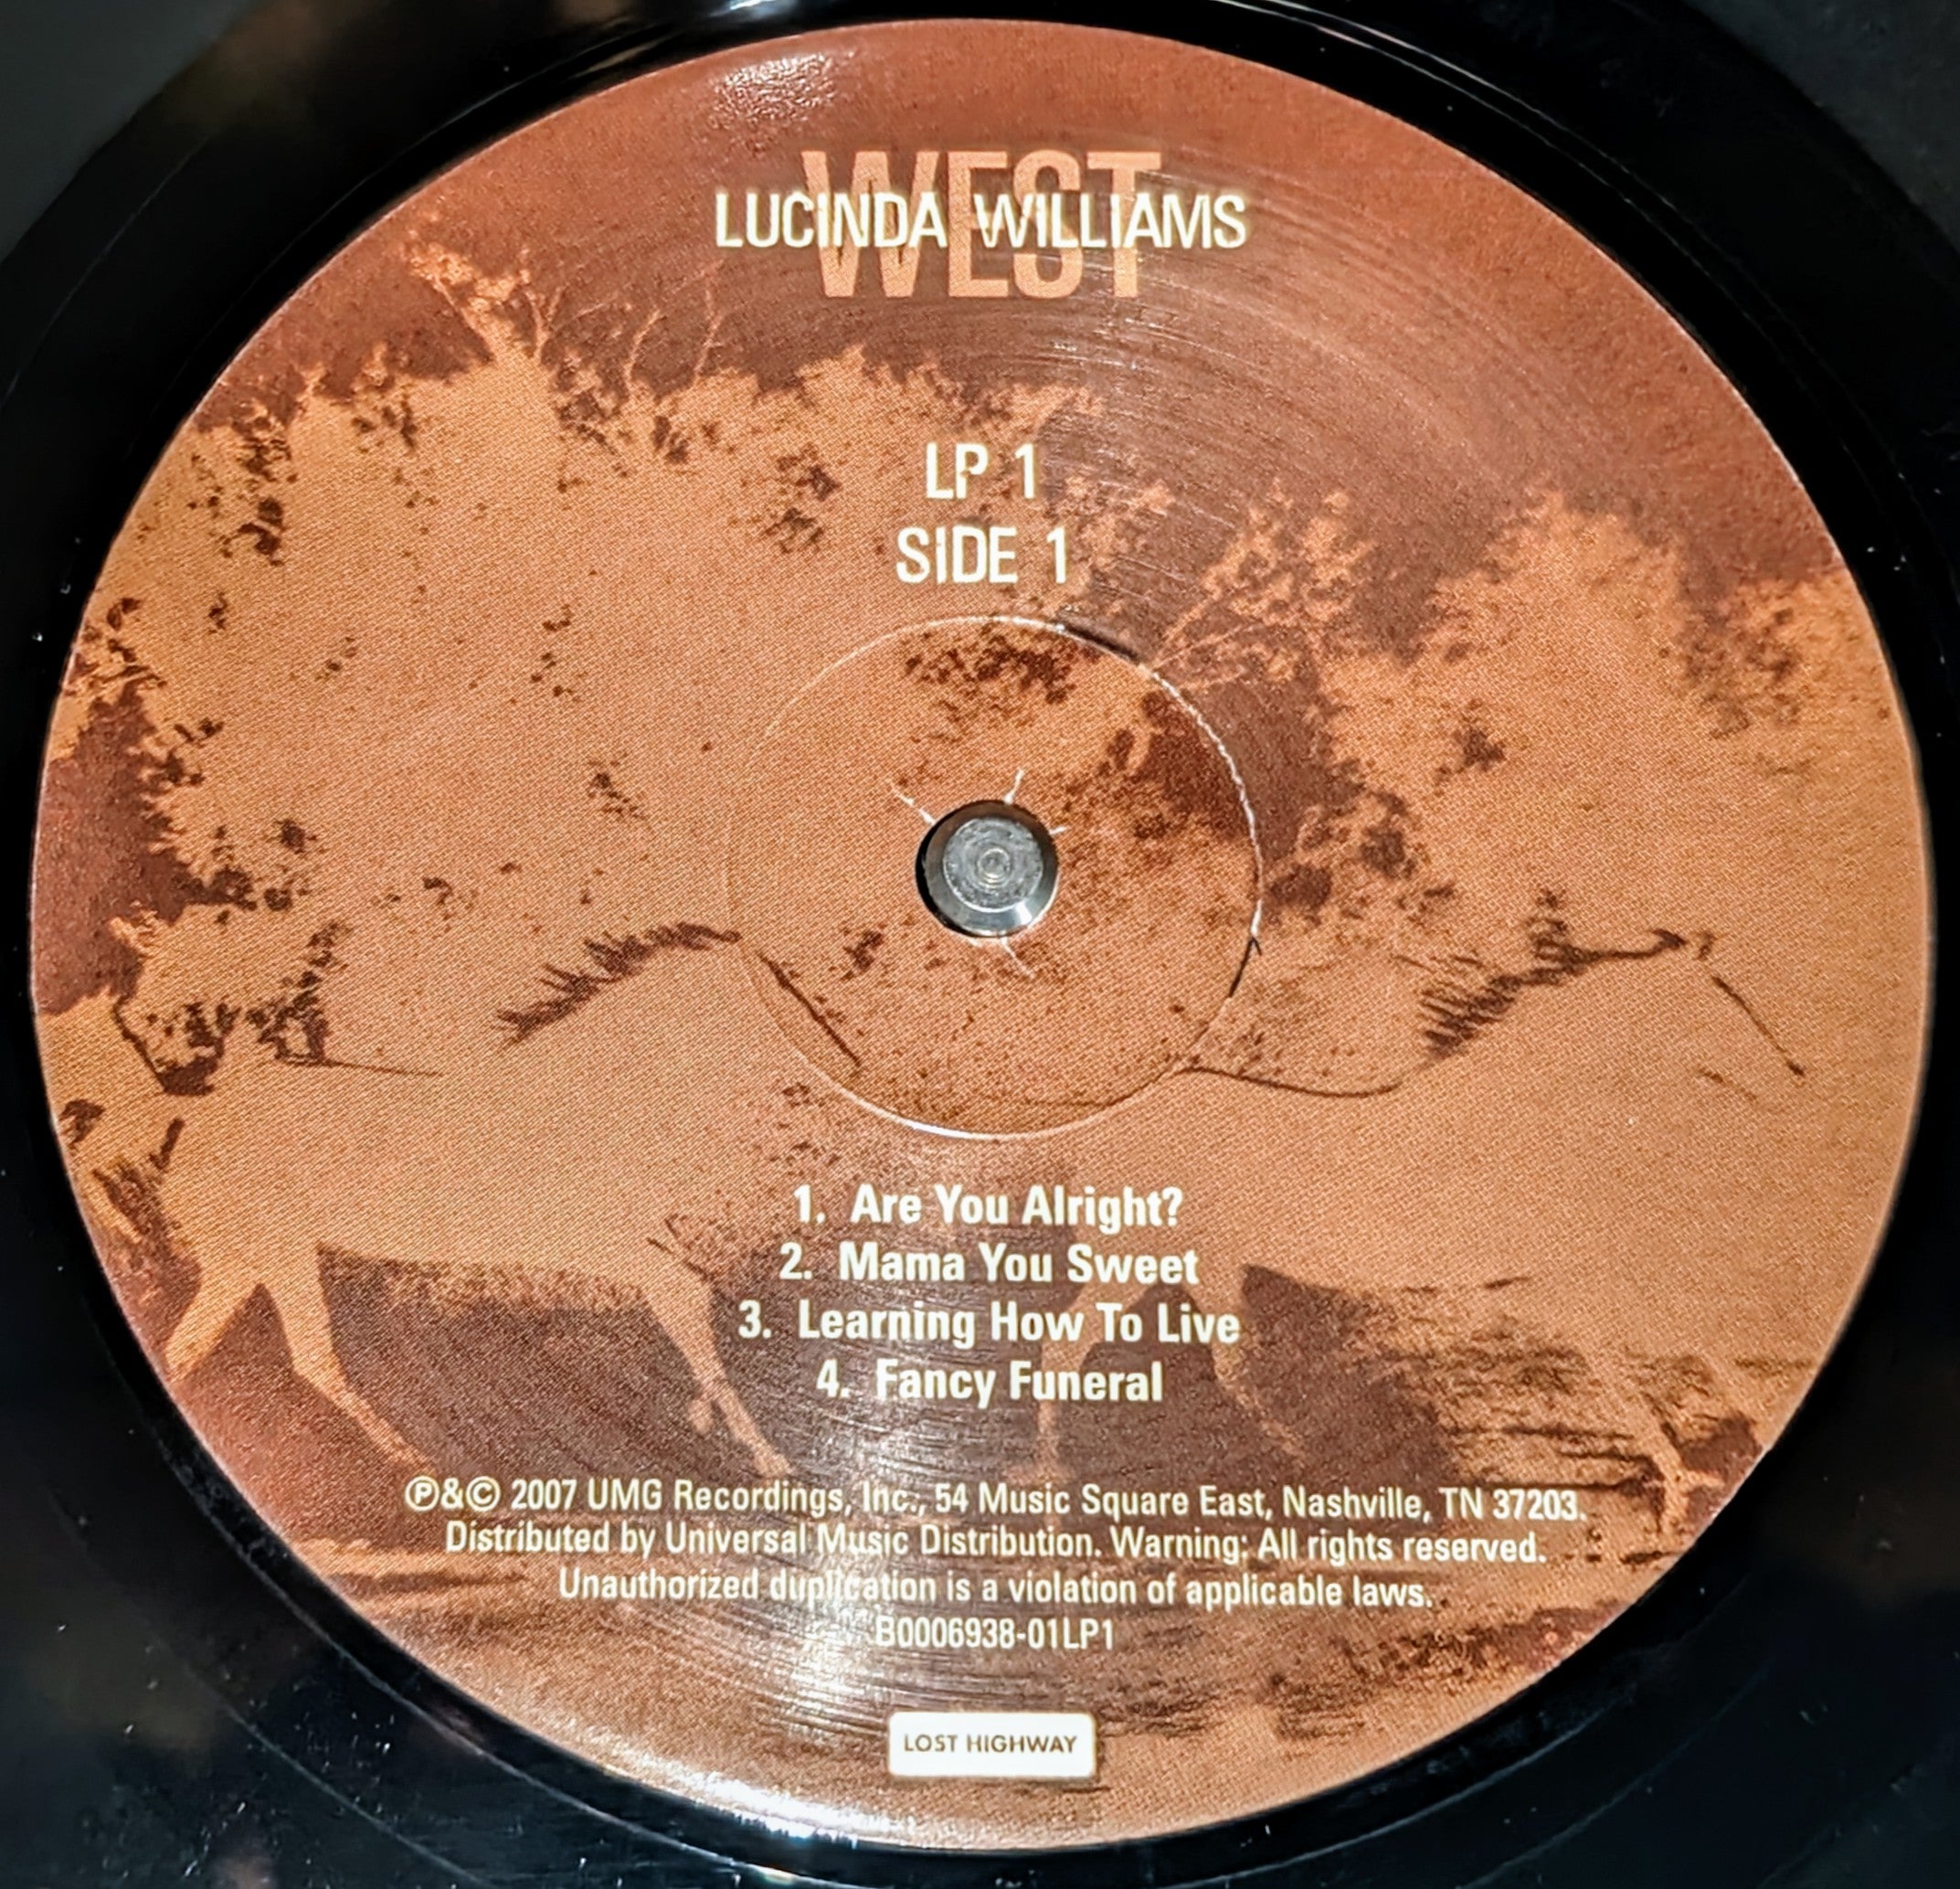 WEST
LUCINDA WILLIAMS
LP 1
SIDE 1
1. Are You Alright?
2. Mama You Sweet
3. Learning How To Live
4. Fancy Funeral
℗&© 2007 UMG Recordings, Inc., 54 Music Square East, Nashville, TN 37203.
Distributed by Universal Music Distribution. Warning: All rights reserved.
Unauthorized duplication is a violation of applicable laws.
B0006938-01LP1
LOST HIGHWAY